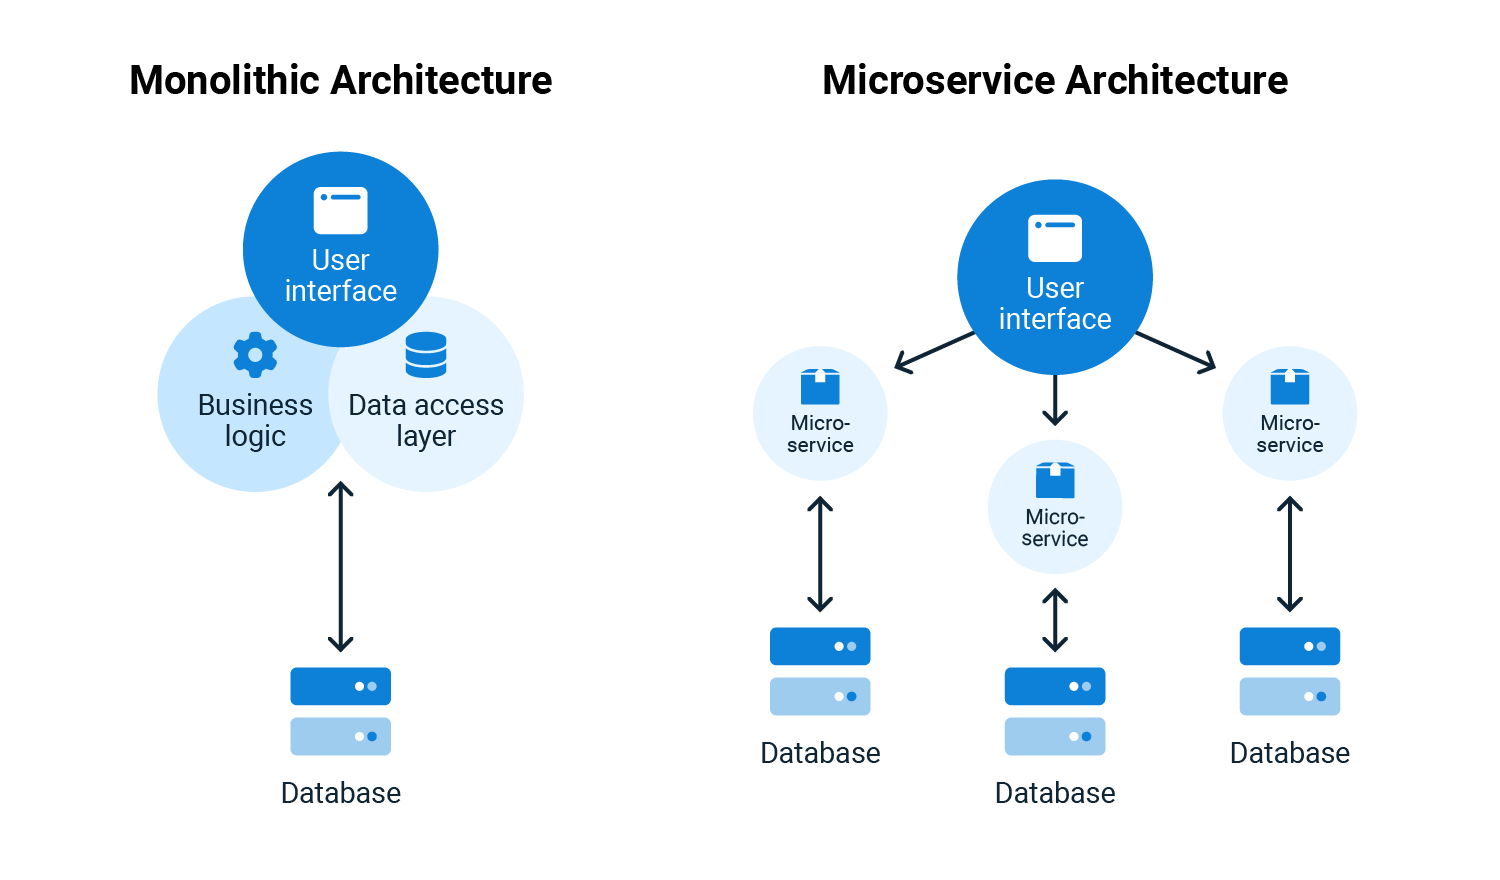 Monolithic Architecture
User
interface
Business
logic
Data access
layer
Database
Microservice Architecture
User
interface
Micro-
service
Micro-
service
Micro-
service
Database
Database
Database